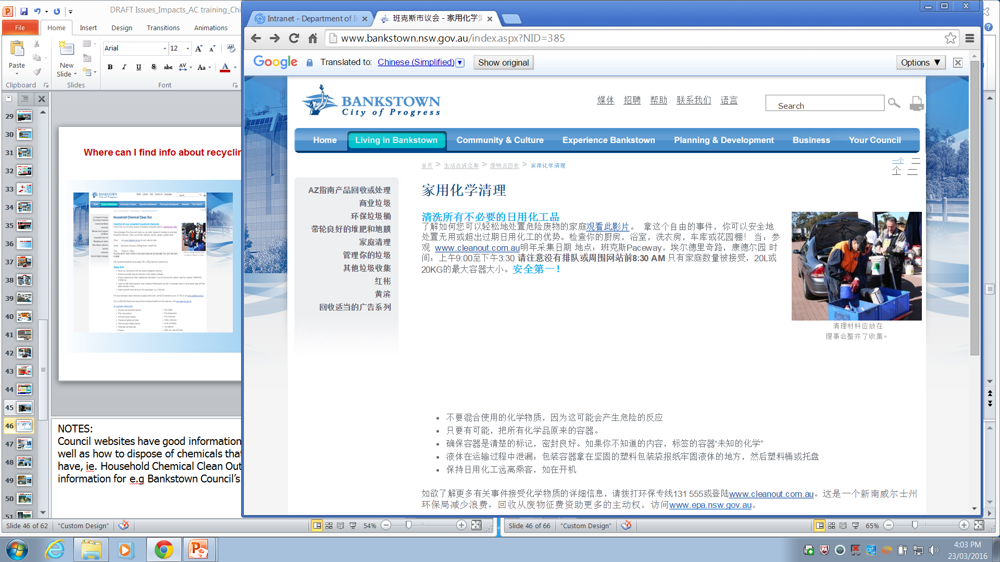 DRAFT Issues_Impacts_AC training_Chi
File Home Insert Design Transitions Animations
Arial 12
Paste New Slide
B I U S abc AV Aa A
Clipboard Slides Font
29
30
31
32
33
34
35
36
37
38
39
40
41
42
43
44
45
46
47
48
49
50
51
Where can I find info about recyclin
BANKSTOWN
City of Progress
Household Chemical Clean Out
CleanOut all your unwanted household chemicals
Safety first!
Acceptable Materials:
NOTES:
Council websites have good information
well as how to dispose of chemicals that
have, ie. Household Chemical Clean Out
information for e.g Bankstown Council's
Slide 46 of 62 "Custom Design" 54%
Intranet - Department of I
班克斯市议会 - 家用化学清
www.bankstown.nsw.gov.au/index.aspx?NID=385
Google Translated to: Chinese (Simplified) Show original Options ▼
BANKSTOWN
City of Progress
媒体 招聘 帮助 联系我们 语言
Search
Home Living in Bankstown Community & Culture Experience Bankstown Planning & Development Business Your Council
首页 > 生活在班克斯 > 废物及回收 > 家用化学清理
一个 二
个 二
AZ指南产品回收或处理
商业垃圾
环保垃圾桶
带轮良好的堆肥和地膜
家庭清理
管理你的垃圾
其他垃圾收集
红彬
黄滨
回收适当的广告系列
家用化学清理
清洗所有不必要的日用化工品
了解如何您可以轻松地处置危险废物的家庭观看此影片。 拿这个自由的事件，你可以安全地
处置无用或超出过期日用化工的优势。检查你的厨房，浴室，洗衣房，车库或花园棚！ 当：参
观 www.cleanout.com.au明年采集日期 地点：班克斯Paceway，埃尔德里奇路，康德尔园 时
间：上午9:00至下午3:30 请注意没有排队或周围网站前8:30 AM 只有家庭数量被接受，20L或
20KG的最大容器大小。安全第一！
清理材料应放在
理事会整齐了收集。
• 不要混合使用的化学物质，因为这可能会产生危险的反应
• 只要有可能，把所有化学品原来的容器。
• 确保容器是清楚的标记，密封良好。如果你不知道的内容，标签的容器'未知的化学“
• 液体在运输过程中泄漏：包装容器拿在坚固的塑料包装袋报纸牢固液体的地方，然后塑料桶或托盘
• 保持日用化工远离乘客，如在开机
如欲了解更多有关事件接受化学物质的详细信息，请拨打环保专线131 555或登陆www.cleanout.com.au。这是一个新南威尔士州
环保局减少浪费，回收从废物征费资助更多的主动权。访问www.epa.nsw.gov.au。
Slide 46 of 66 "Custom Design" 65%
4:03 PM
23/03/2016